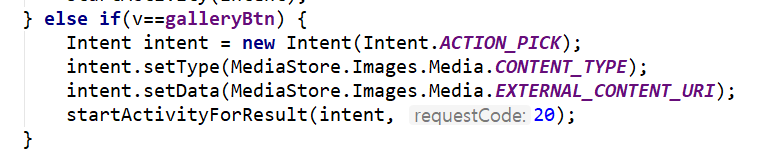 } else if(v==galleryBtn) {
Intent intent = new Intent(Intent.ACTION_PICK);
intent.setType(MediaStore.Images.Media.CONTENT_TYPE);
intent.setData(MediaStore.Images.Media.EXTERNAL_CONTENT_URI);
startActivityForResult(intent, requestCode: 20);
}